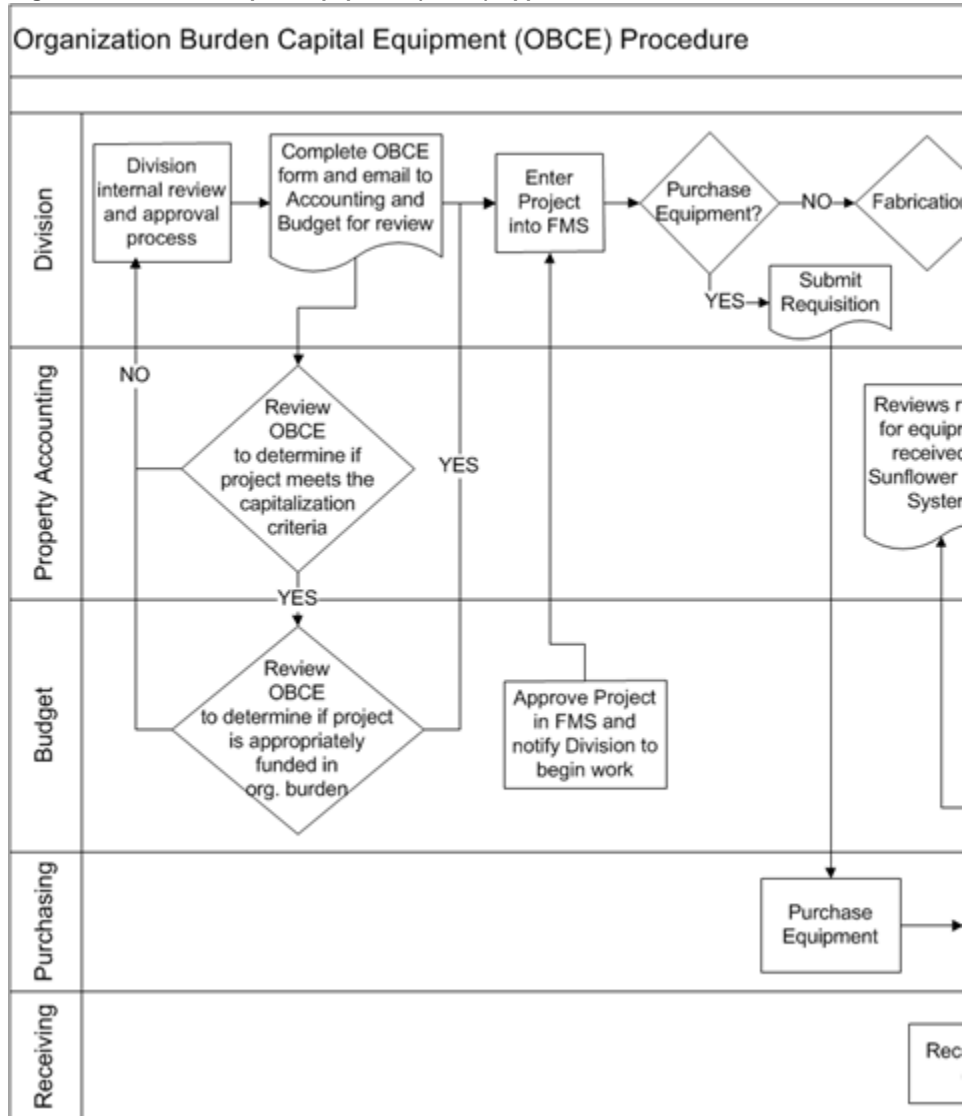 Organization Burden Capital Equipment (OBCE) Procedure
Division
Division
internal review
and approval
process
Complete OBCE
form and email to
Accounting and
Budget for review
Enter
Project
into FMS
Purchase
Equipment?
NO
YES
Submit
Requisition
Property Accounting
NO
Review
OBCE
to determine if
project meets the
capitalization
criteria
YES
YES
Reviews
for
received
Sunflower
Budget
Review
OBCE
to determine if project
is appropriately
funded in
org. burden
Approve Project
in FMS and
notify Division to
begin work
Purchasing
Purchase
Equipment
Receiving